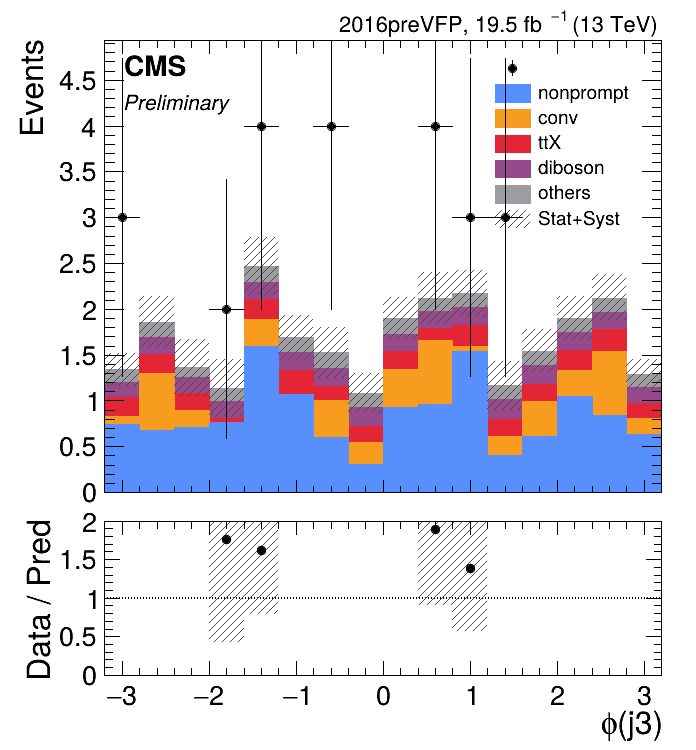 2016preVFP, 19.5 fb⁻¹ (13 TeV)
CMS
Preliminary
Events
nonprompt
conv
ttX
diboson
others
Stat+Syst
4.5
4
3.5
3
2.5
2
1.5
1
0.5
0
Data / Pred
2
1.5
1
0.5
0
−3 −2 −1 0 1 2 3
ϕ(j3)